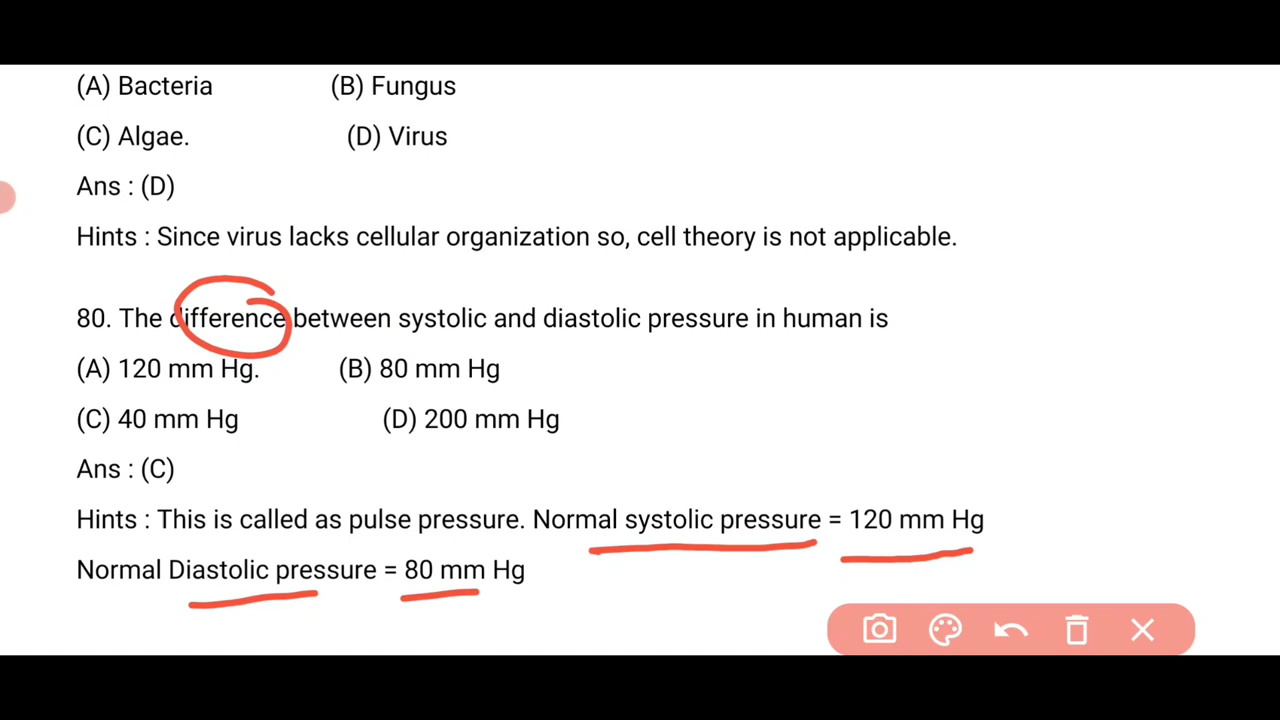 (A) Bacteria (B) Fungus
(C) Algae. (D) Virus
Ans : (D)
Hints : Since virus lacks cellular organization so, cell theory is not applicable.
80. The difference between systolic and diastolic pressure in human is
(A) 120 mm Hg. (B) 80 mm Hg
(C) 40 mm Hg (D) 200 mm Hg
Ans : (C)
Hints : This is called as pulse pressure. Normal systolic pressure = 120 mm Hg
Normal Diastolic pressure = 80 mm Hg